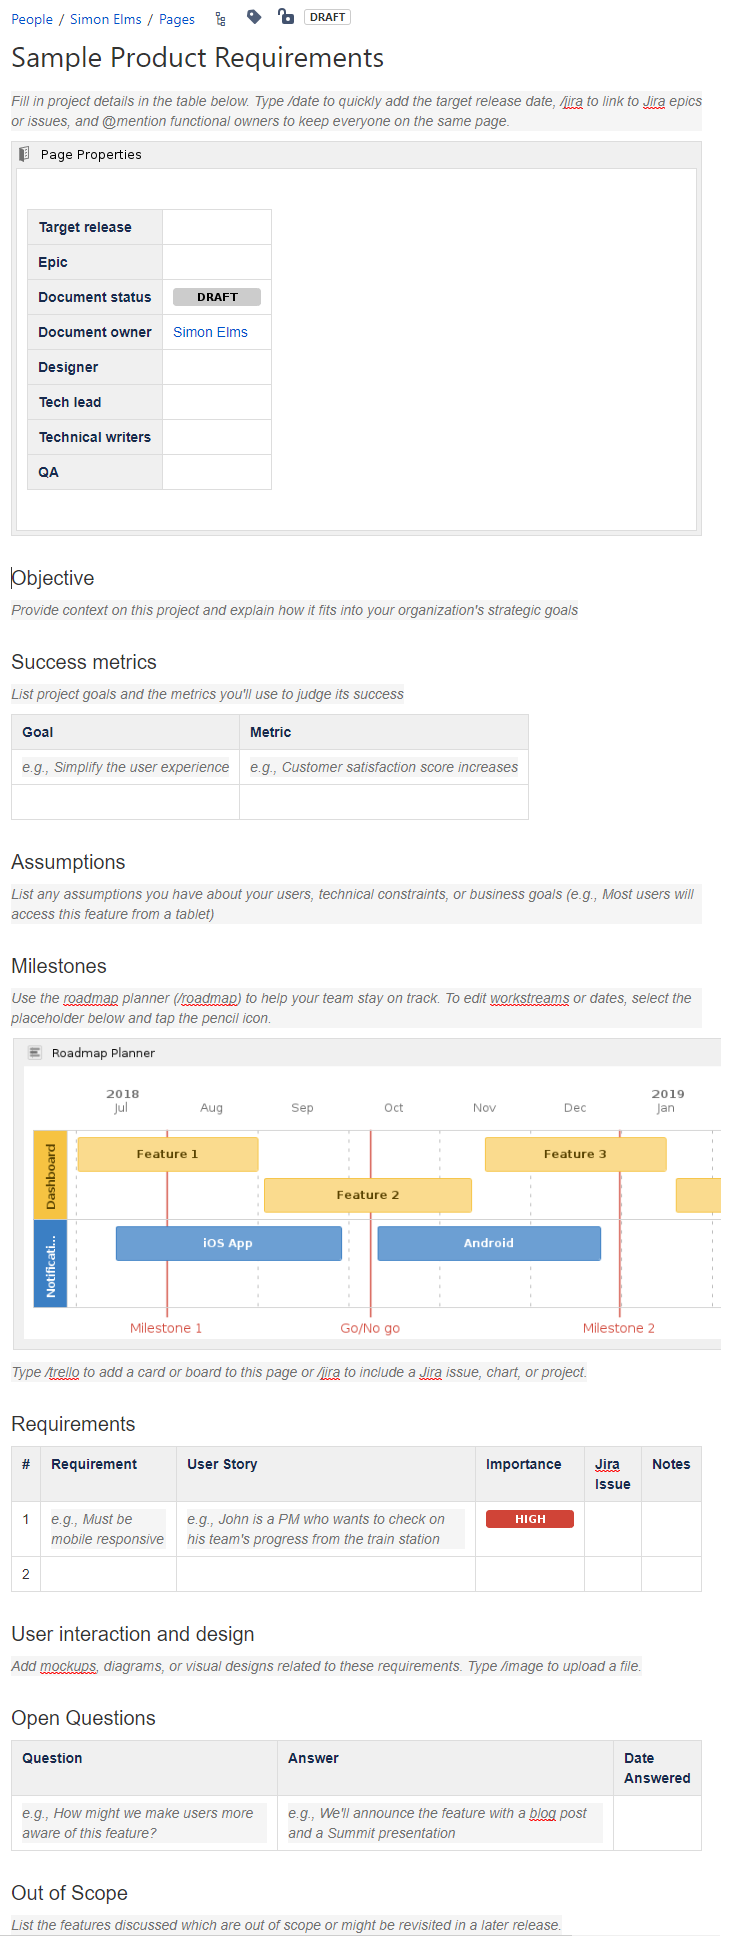 People / Simon Elms / Pages DRAFT
Sample Product Requirements
Fill in project details in the table below. Type /date to quickly add the target release date, /jira to link to Jira epics
or issues, and @mention functional owners to keep everyone on the same page.
Page Properties
Target release
Epic
Document status DRAFT
Document owner Simon Elms
Designer
Tech lead
Technical writers
QA
Objective
Provide context on this project and explain how it fits into your organization's strategic goals
Success metrics
List project goals and the metrics you'll use to judge its success
Goal Metric
e.g., Simplify the user experience e.g., Customer satisfaction score increases
Assumptions
List any assumptions you have about your users, technical constraints, or business goals (e.g., Most users will
access this feature from a tablet)
Milestones
Use the roadmap planner (/roadmap) to help your team stay on track. To edit workstreams or dates, select the
placeholder below and tap the pencil icon.
Roadmap Planner
2018 2019
Jul Aug Sep Oct Nov Dec Jan
Dashboard
Feature 1 Feature 3
Feature 2
Notificati...
iOS App Android
Milestone 1 Go/No go Milestone 2
Type /trello to add a card or board to this page or /jira to include a Jira issue, chart, or project.
Requirements
# Requirement User Story Importance Jira Notes
Issue
1 e.g., Must be e.g., John is a PM who wants to check on HIGH
mobile responsive his team's progress from the train station
2
User interaction and design
Add mockups, diagrams, or visual designs related to these requirements. Type /image to upload a file.
Open Questions
Question Answer Date
Answered
e.g., How might we make users more e.g., We'll announce the feature with a blog post
aware of this feature? and a Summit presentation
Out of Scope
List the features discussed which are out of scope or might be revisited in a later release.